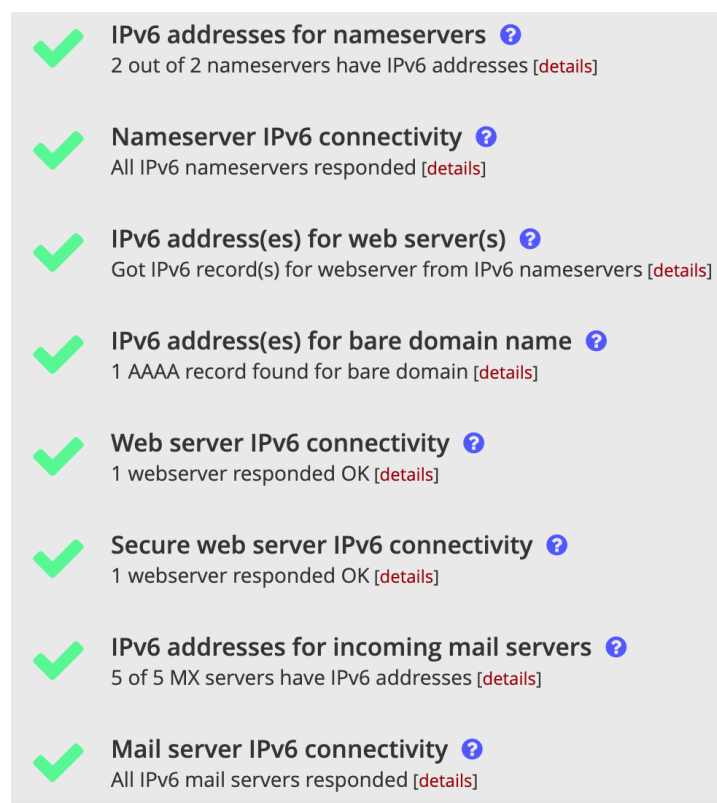 IPv6 addresses for nameservers ?
2 out of 2 nameservers have IPv6 addresses [details]
Nameserver IPv6 connectivity ?
All IPv6 nameservers responded [details]
IPv6 address(es) for web server(s) ?
Got IPv6 record(s) for webserver from IPv6 nameservers [details]
IPv6 address(es) for bare domain name ?
1 AAAA record found for bare domain [details]
Web server IPv6 connectivity ?
1 webserver responded OK [details]
Secure web server IPv6 connectivity ?
1 webserver responded OK [details]
IPv6 addresses for incoming mail servers ?
5 of 5 MX servers have IPv6 addresses [details]
Mail server IPv6 connectivity ?
All IPv6 mail servers responded [details]